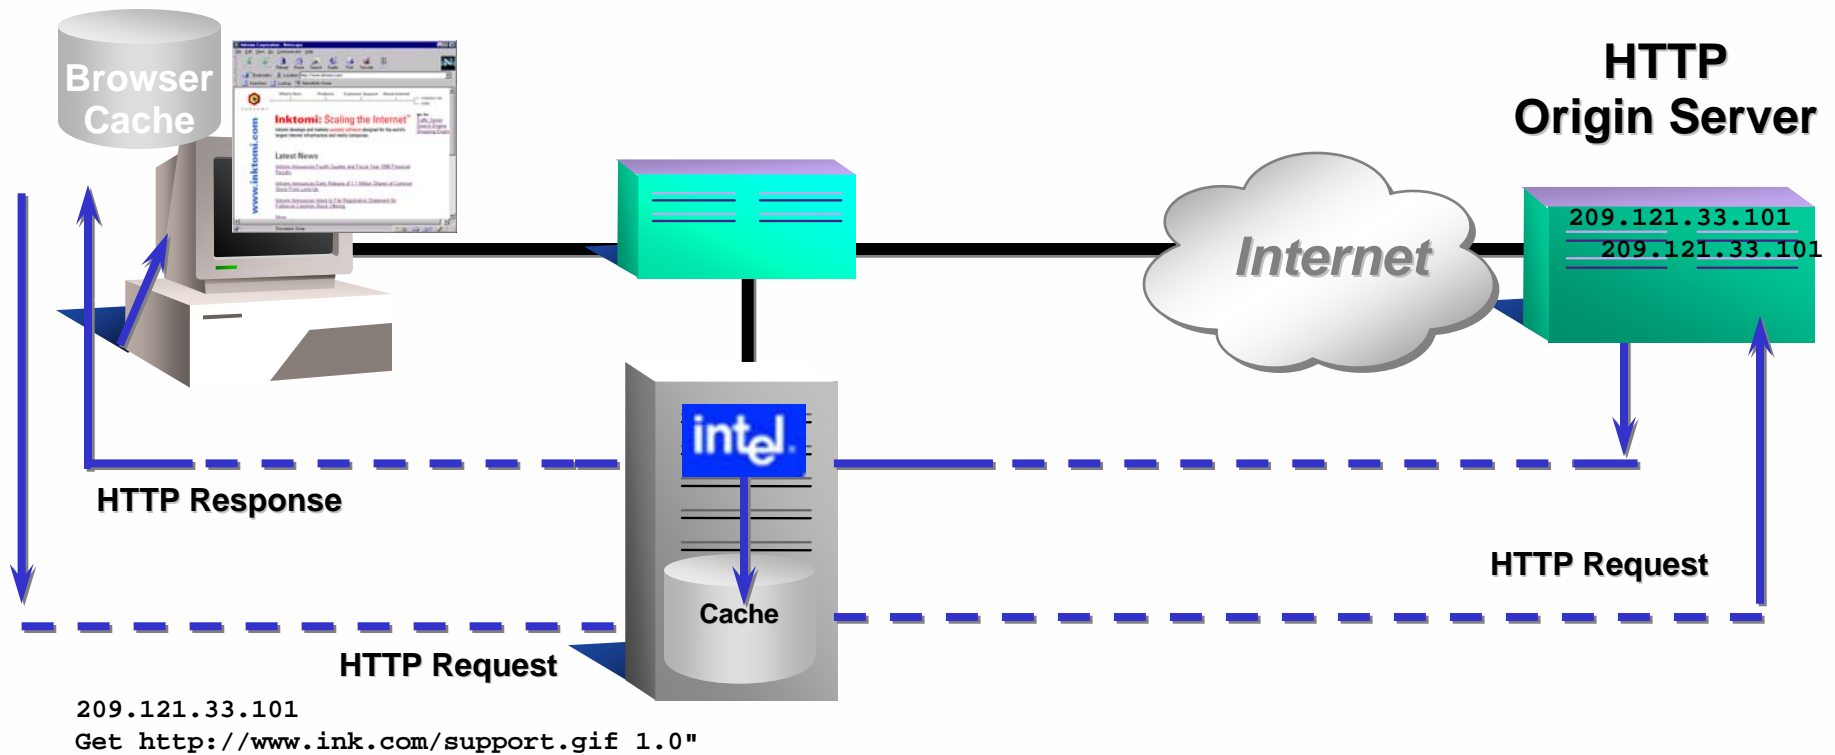 Browser
Cache
Inktomi: Scaling the Internet
Latest News
www.inktomi.com
HTTP
Origin Server
209.121.33.101
209.121.33.101
Internet
intel.
HTTP Response
HTTP Request
Cache
HTTP Request
209.121.33.101
Get http://www.ink.com/support.gif 1.0"